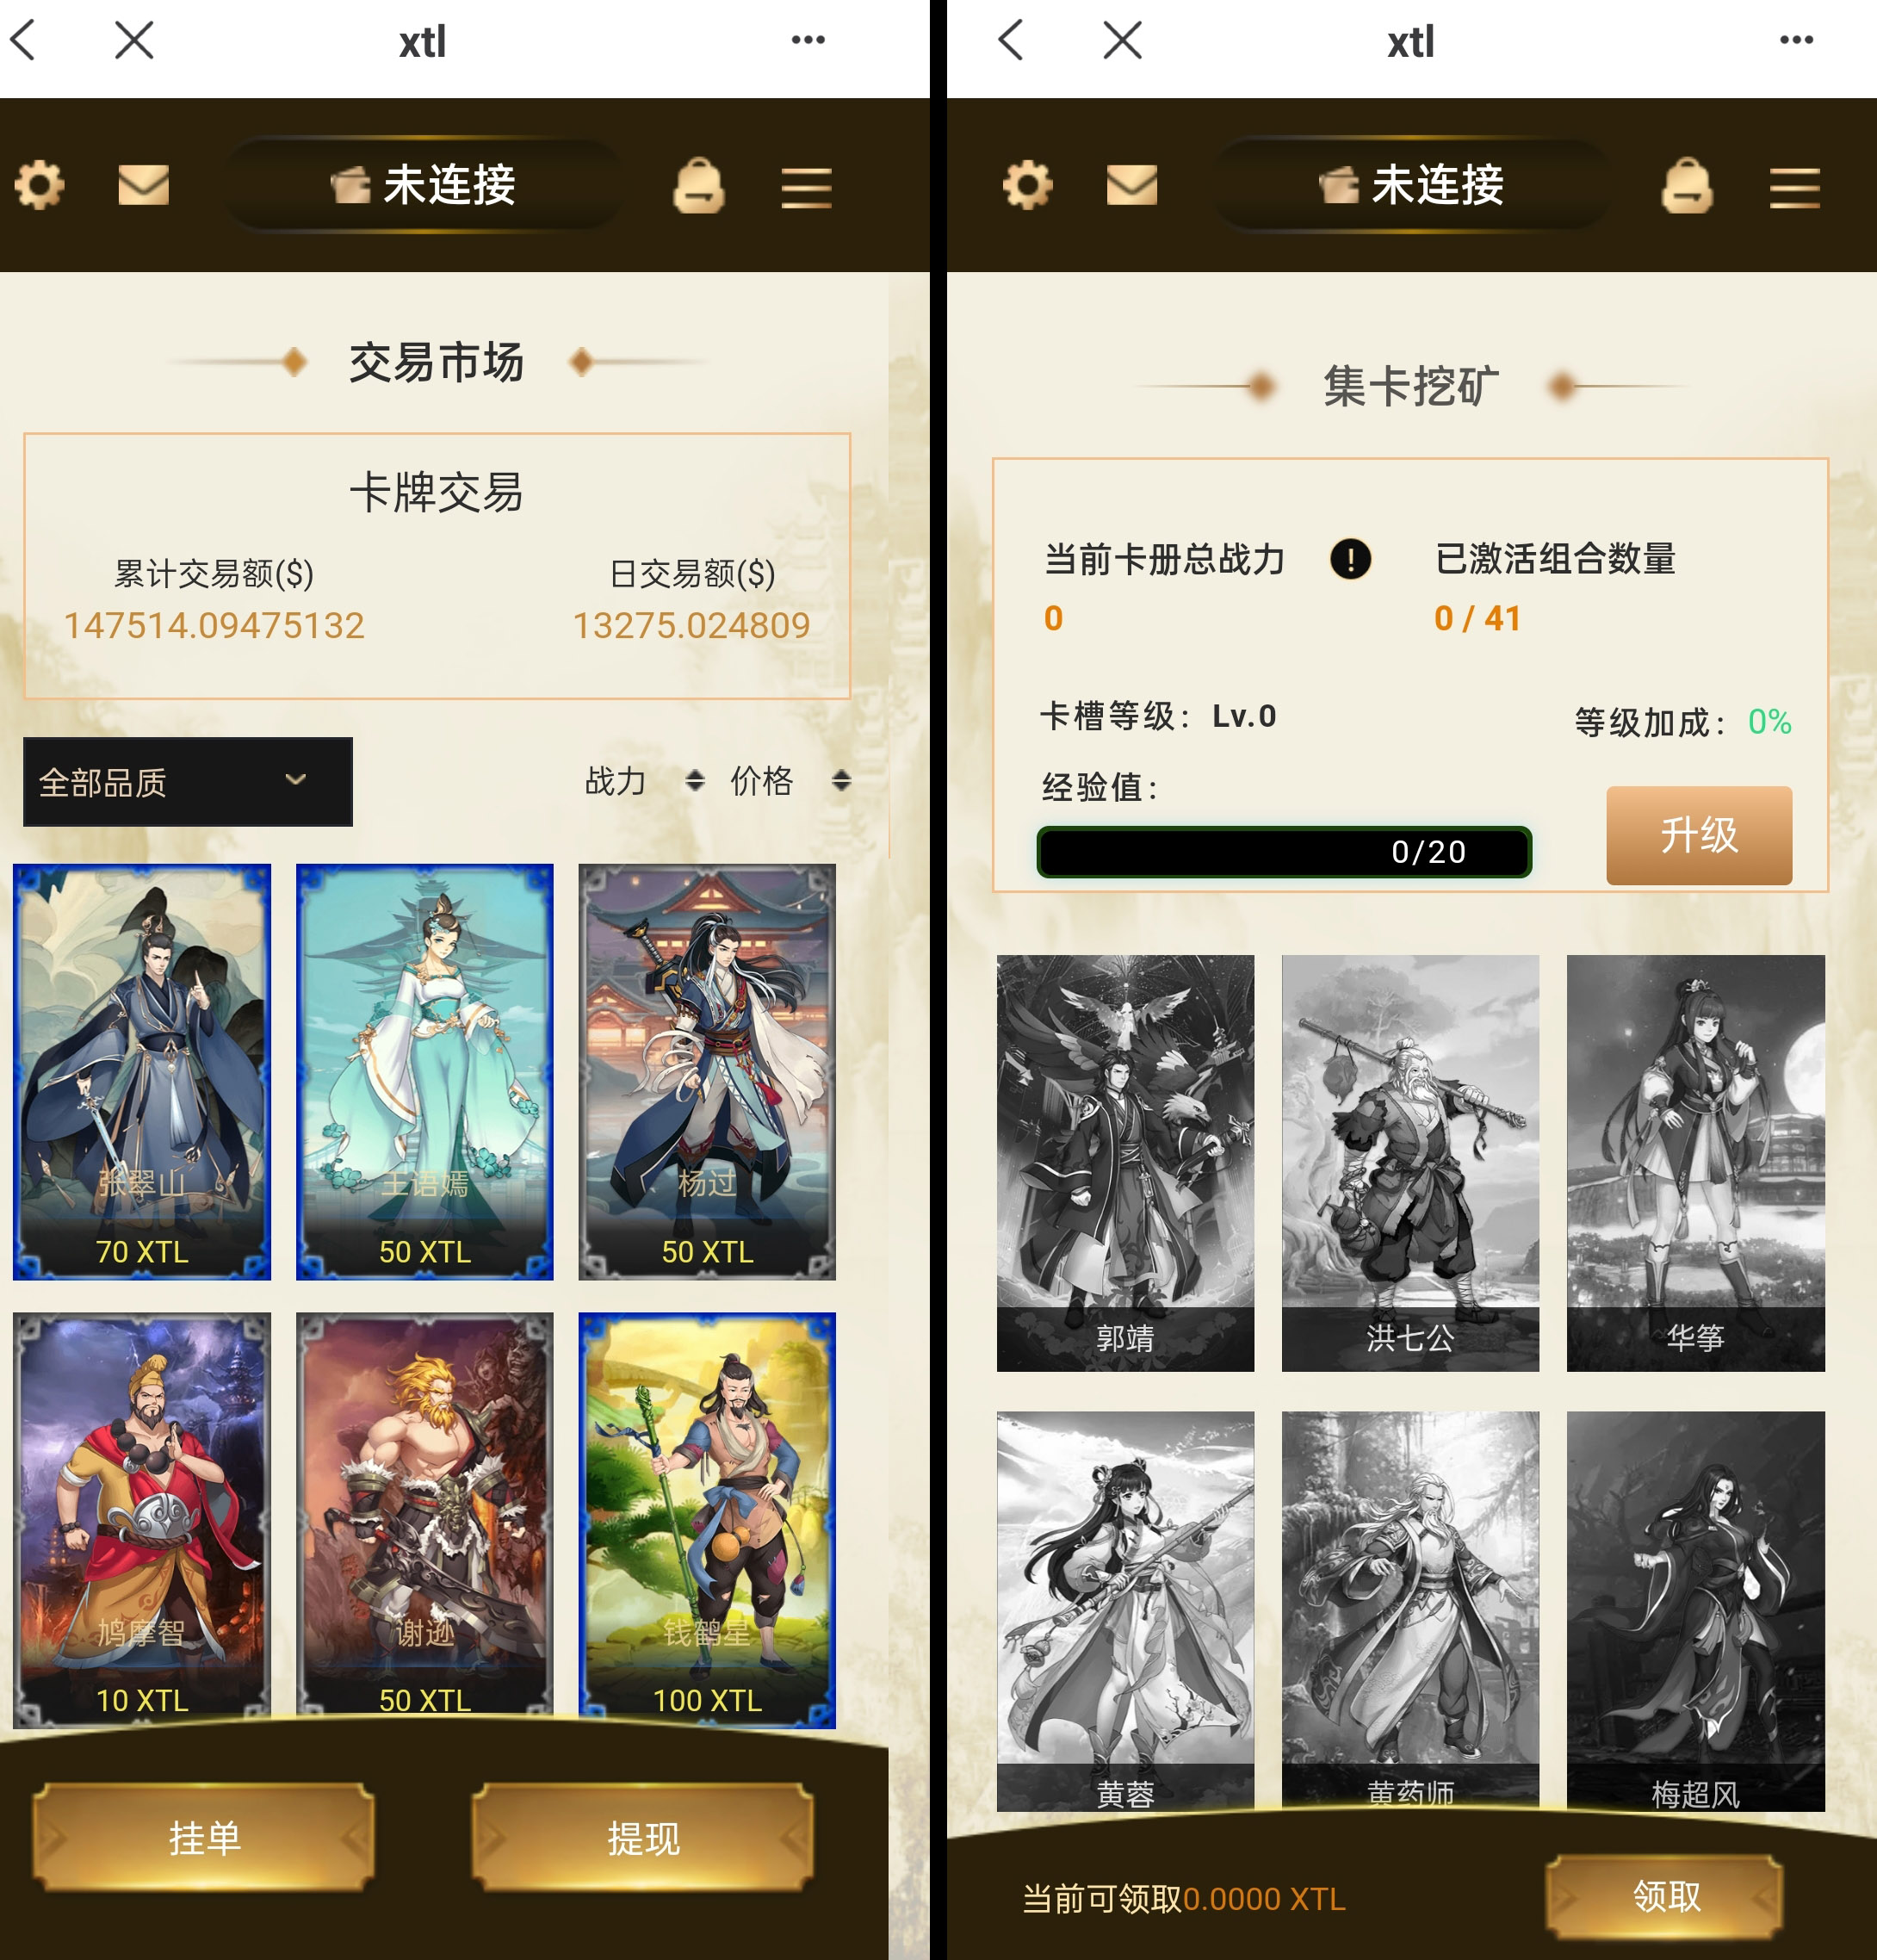 xtl
未连接
交易市场
卡牌交易
累计交易额($) 日交易额($)
147514.09475132 13275.024809
全部品质 战力 价格
张翠山 王语嫣 杨过
70 XTL 50 XTL 50 XTL
鸠摩智 谢逊 钱鹤星
10 XTL 50 XTL 100 XTL
挂单 提现
xtl
未连接
集卡挖矿
当前卡册总战力 ! 已激活组合数量
0 0 / 41
卡槽等级: Lv.0 等级加成: 0%
经验值:
0/20 升级
郭靖 洪七公 华筝
黄蓉 黄药师 梅超风
当前可领取0.0000 XTL 领取